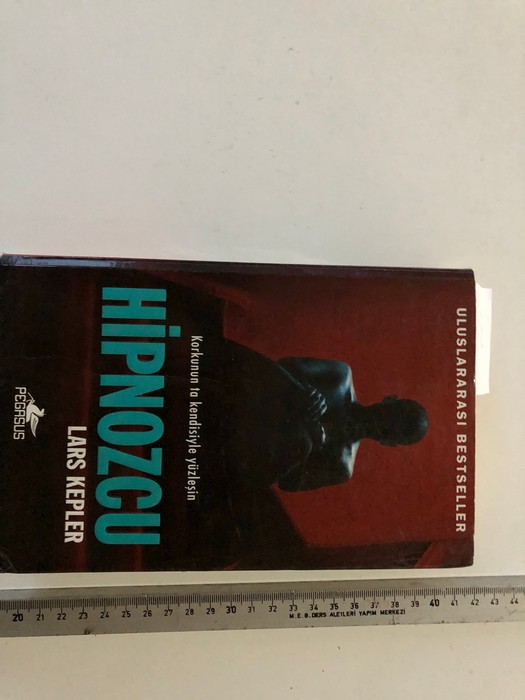 ULUSLARARASI BESTSELLER
Korkunun ta kendisiyle yüzleşin
HİPNOZCU
LARS KEPLER
PEGASUS
20 21 22 23 24 25 26 27 28 29 30 31 32 33 34 35 36 37 38 39 40 41 42 43 44
M.E.B. DERS ALETLERİ YAPIM MERKEZİ